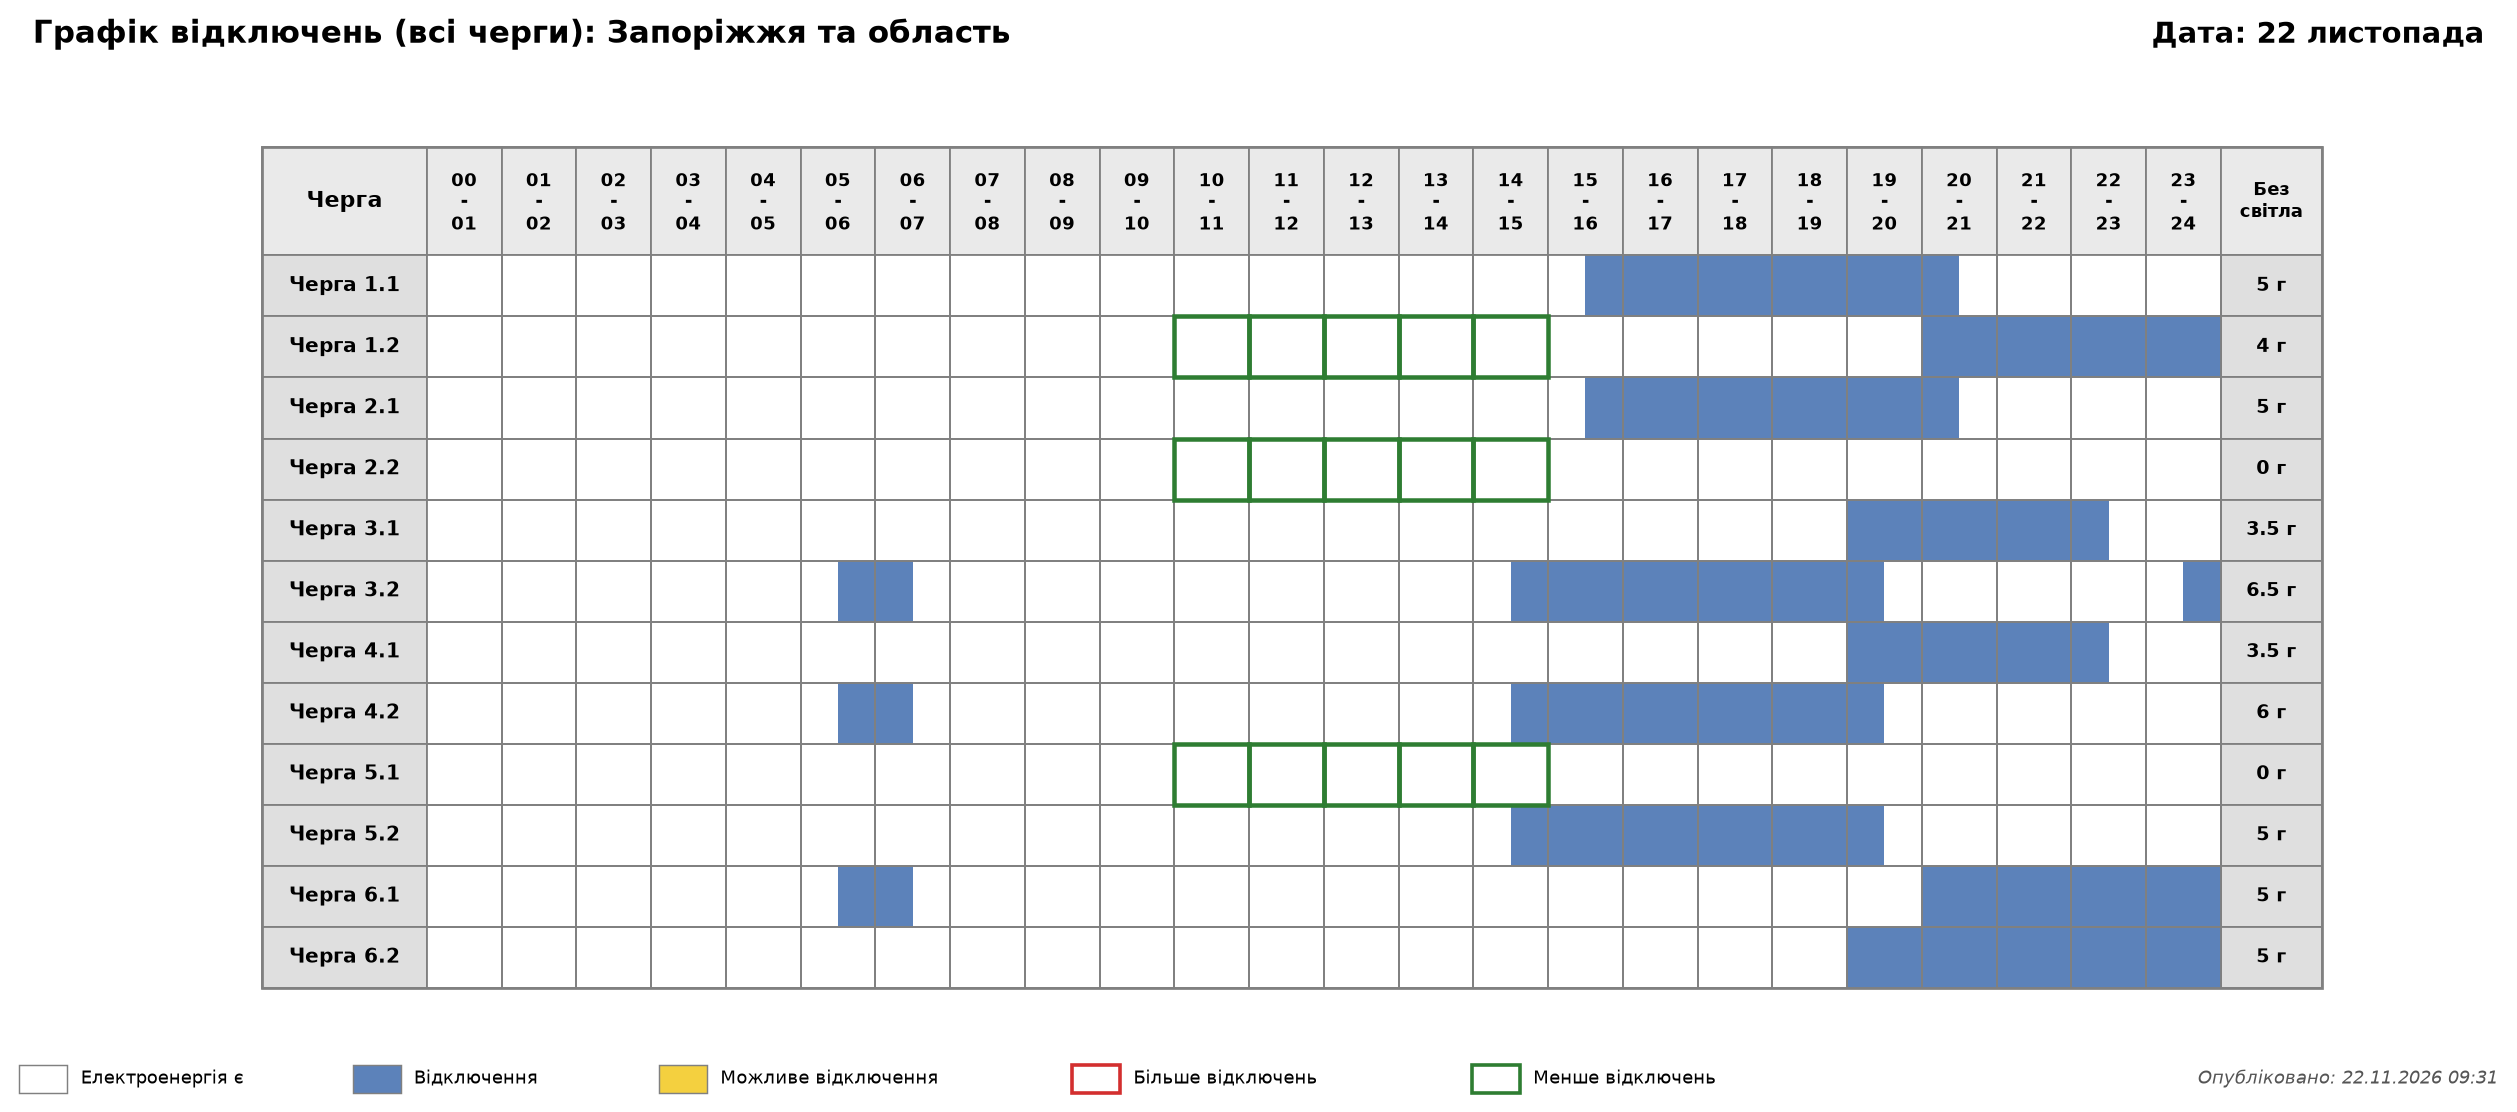 Графік відключень (всі черги): Запоріжжя та область
Дата: 22 листопада
Черга 00 - 01 01 - 02 02 - 03 03 - 04 04 - 05 05 - 06 06 - 07 07 - 08 08 - 09 09 - 10 10 - 11 11 - 12 12 - 13 13 - 14 14 - 15 15 - 16 16 - 17 17 - 18 18 - 19 19 - 20 20 - 21 21 - 22 22 - 23 23 - 24 Без світла
Черга 1.1 5 г
Черга 1.2 4 г
Черга 2.1 5 г
Черга 2.2 0 г
Черга 3.1 3.5 г
Черга 3.2 6.5 г
Черга 4.1 3.5 г
Черга 4.2 6 г
Черга 5.1 0 г
Черга 5.2 5 г
Черга 6.1 5 г
Черга 6.2 5 г
Електроенергія є
Відключення
Можливе відключення
Більше відключень
Менше відключень
Опубліковано: 22.11.2026 09:31